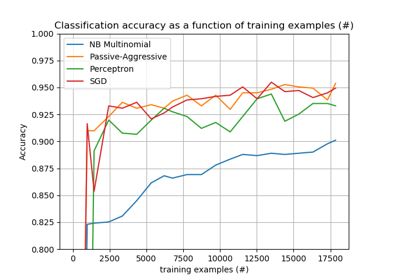 Classification accuracy as a function of training examples (#)
1.000
0.975
0.950
0.925
0.900
0.875
0.850
0.825
0.800
Accuracy
NB Multinomial
Passive-Aggressive
Perceptron
SGD
0 2500 5000 7500 10000 12500 15000 17500
training examples (#)